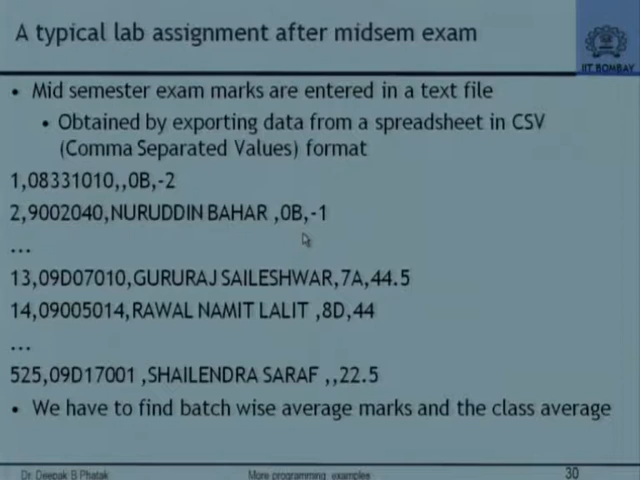 A typical lab assignment after midsem exam
IIT BOMBAY
• Mid semester exam marks are entered in a text file
• Obtained by exporting data from a spreadsheet in CSV
(Comma Separated Values) format
1,08331010,,0B,-2
2,9002040,NURUDDIN BAHAR ,0B,-1
...
13,09D07010,GURURAJ SAILESHWAR,7A,44.5
14,09005014,RAWAL NAMIT LALIT ,8D,44
...
525,09D17001 ,SHAILENDRA SARAF ,,22.5
• We have to find batch wise average marks and the class average
Dr. Deepak B Phatak More programming examples 30